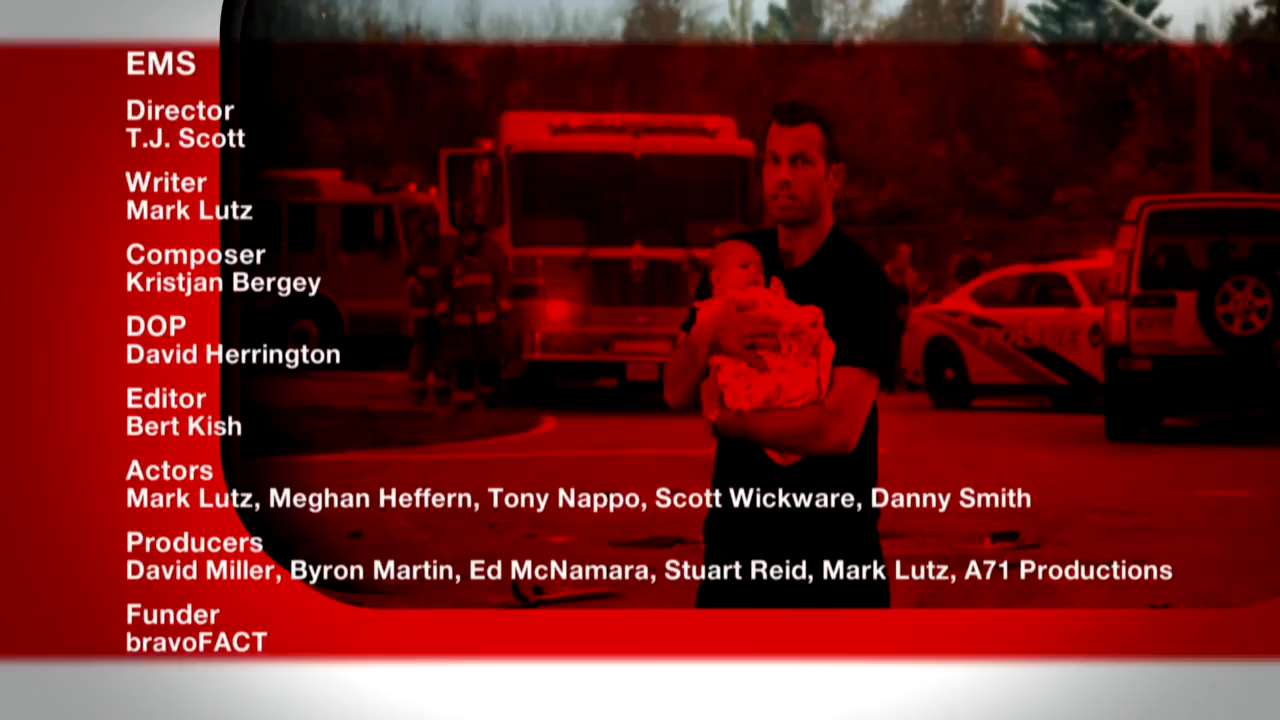 EMS
Director
T.J. Scott
Writer
Mark Lutz
Composer
Kristjan Bergey
DOP
David Herrington
Editor
Bert Kish
Actors
Mark Lutz, Meghan Heffern, Tony Nappo, Scott Wickware, Danny Smith
Producers
David Miller, Byron Martin, Ed McNamara, Stuart Reid, Mark Lutz, A71 Productions
Funder
bravoFACT